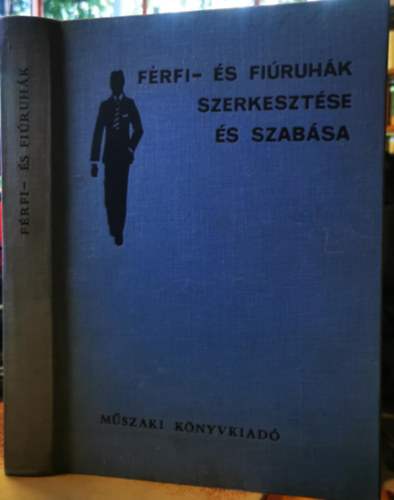 FÉRFI- ÉS FIÚRUHÁK
FÉRFI- ÉS FIÚRUHÁK
SZERKESZTÉSE
ÉS SZABÁSA
MŰSZAKI KÖNYVKIADÓ